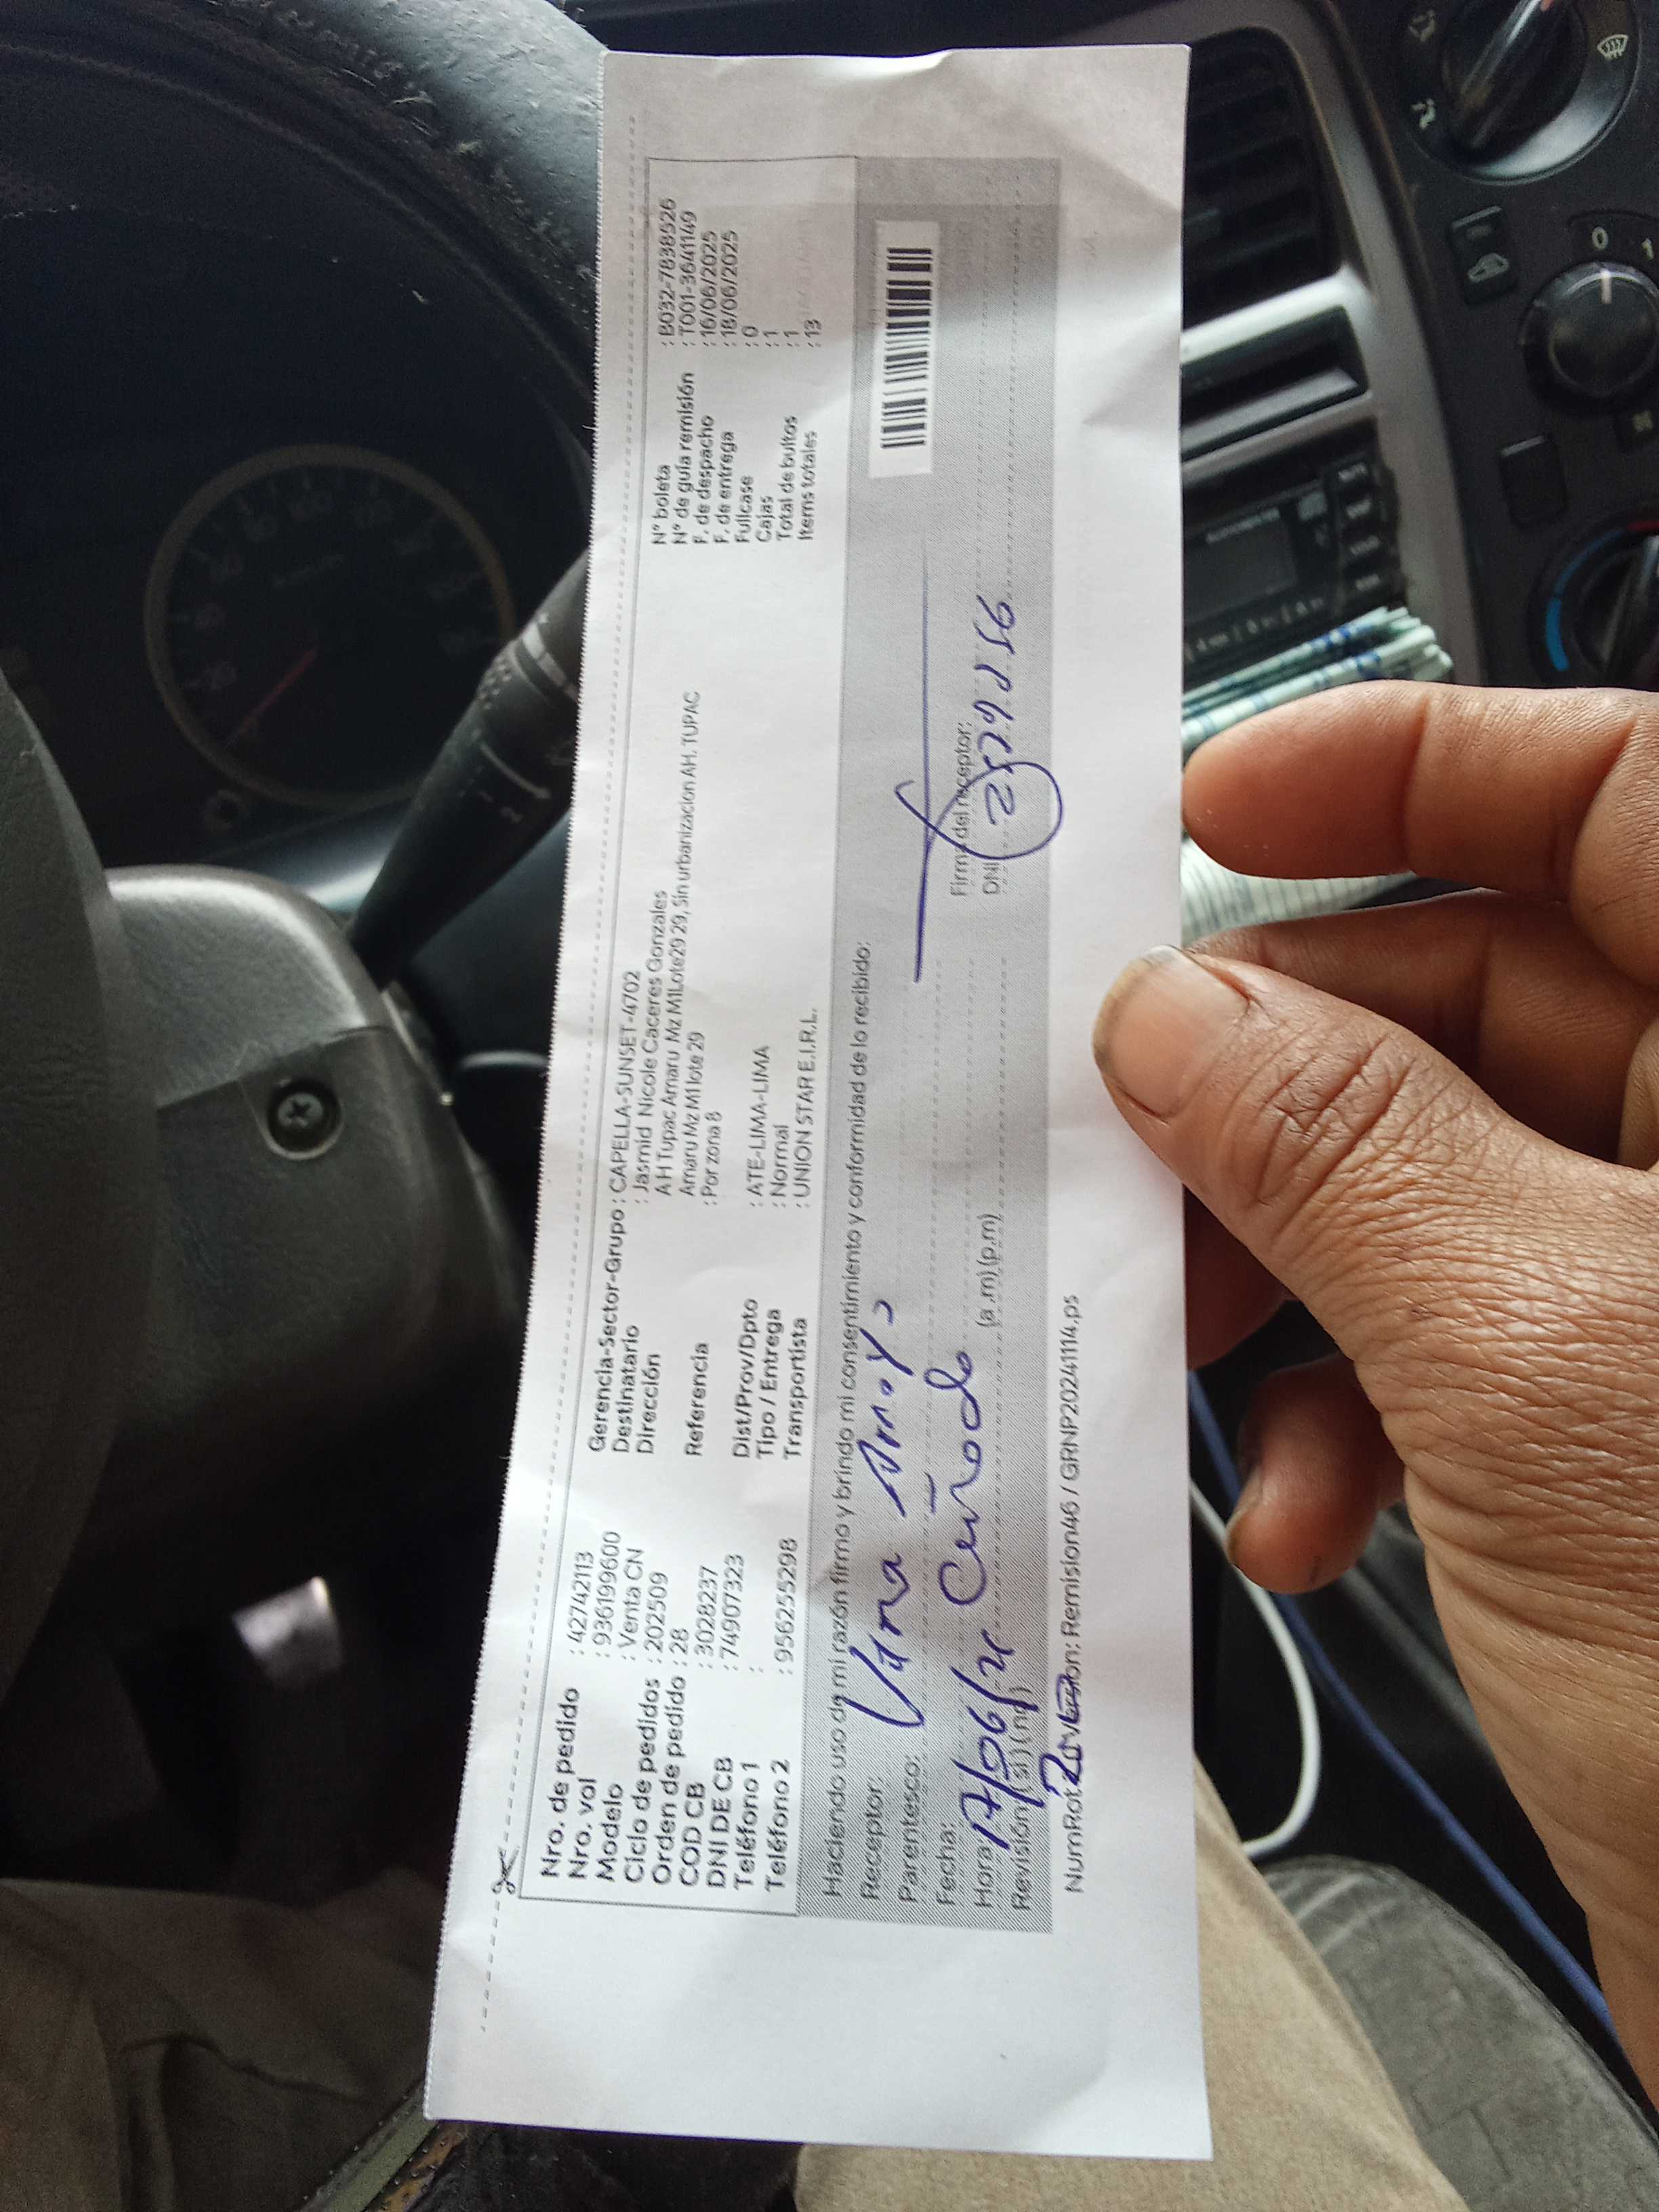 Nro. de pedido : 42742113
Nro. vol : 936199600
Modelo : Venta CN
Ciclo de pedidos : 202509
Orden de pedido : 28
COD CB : 3028237
DNI DE CB : 74907323
Teléfono 1 :
Teléfono 2 : 956255298
Gerencia-Sector-Grupo : CAPELLA-SUNSET-4702
Destinatario : Jasmid Nicole Caceres Gonzales
Dirección A H Tupac Amaru Mz M1Lote29 29, Sin urbanizacion AH. TUPAC
Amaru Mz M1 lote 29
Referencia : Por zona 8
Dist/Prov/Dpto : ATE-LIMA-LIMA
Tipo / Entrega : Normal
Transportista : UNION STAR E.I.R.L.
N° boleta : B032-7838526
N° de guía remisión : T001-3641149
F. de despacho : 16/06/2025
F. de entrega : 18/06/2025
Fullcase : 0
Cajas : 1
Total de bultos : 1
Items totales : 13
Haciendo uso de mi razón firmo y brindo mi consentimiento y conformidad de lo recibido:
Receptor:
Parentesco:
Fecha: Cuñado
Hora: 17/06/ (a.m)(p.m)
Revisión (si) (no)
Firma del receptor:
DNI
Remision46 / GRNP20241114.ps